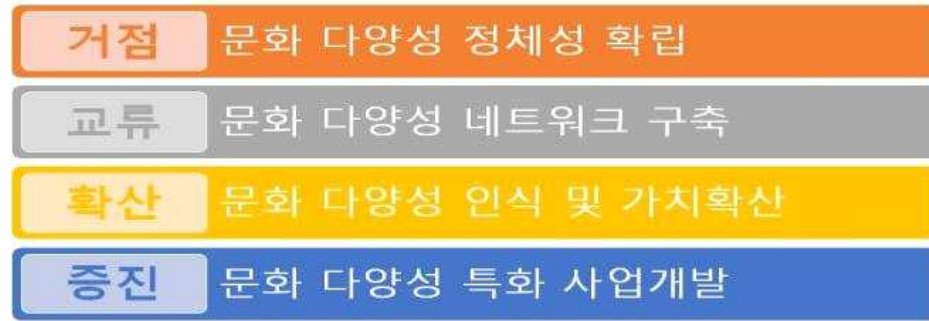 거점 문화 다양성 정체성 확립
교류 문화 다양성 네트워크 구축
확산 문화 다양성 인식 및 가치확산
증진 문화 다양성 특화 사업개발